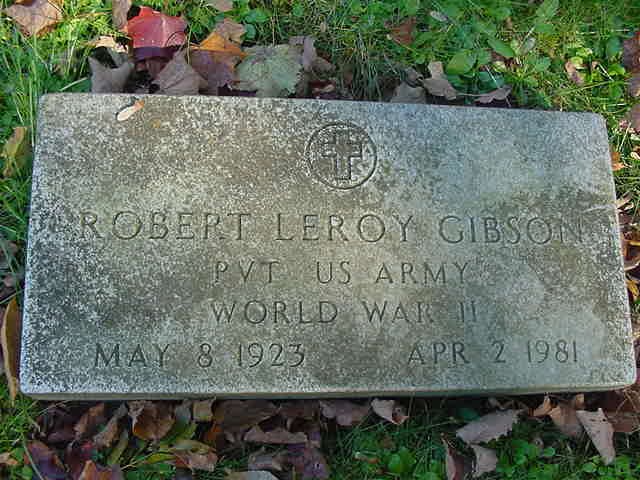 ROBERT LEROY GIBSON
PVT US ARMY
WORLD WAR II
MAY 8 1923 APR 2 1981